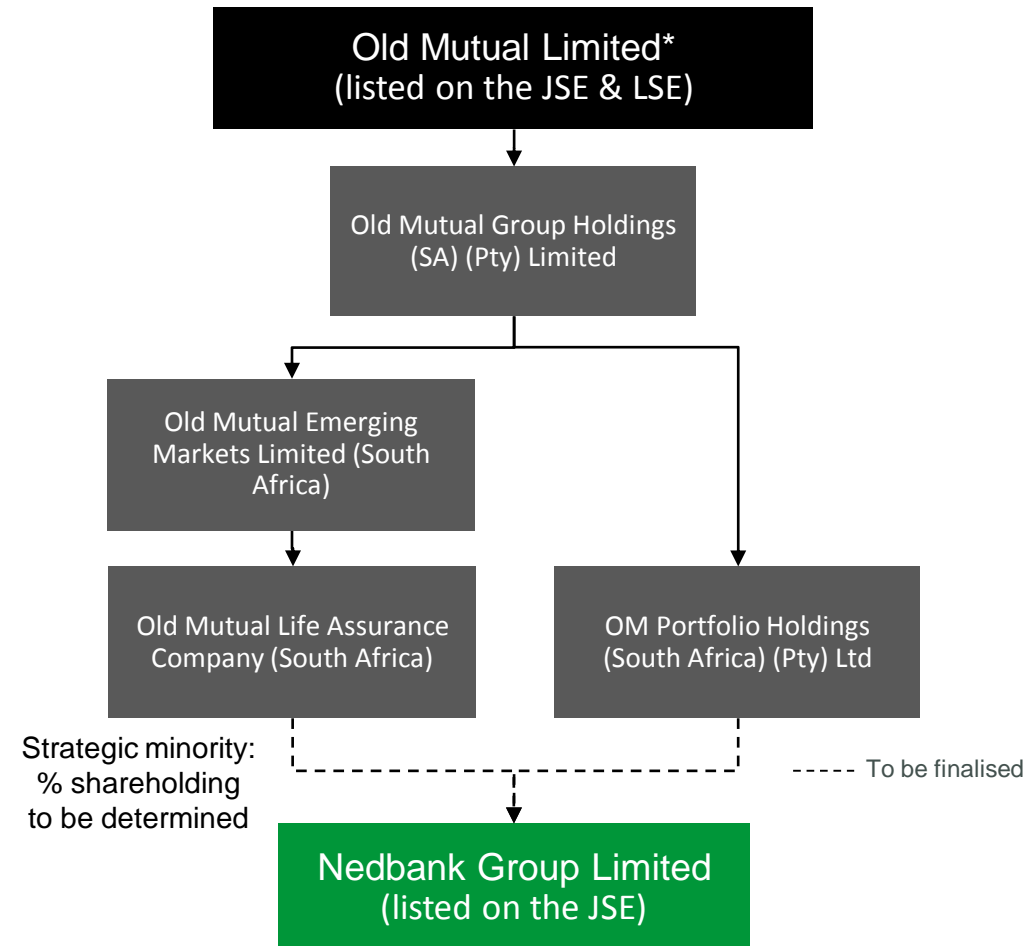 Old Mutual Limited*
(listed on the JSE & LSE)
Old Mutual Group Holdings
(SA) (Pty) Limited
Old Mutual Emerging
Markets Limited (South
Africa)
Old Mutual Life Assurance
Company (South Africa)
OM Portfolio Holdings
(South Africa) (Pty) Ltd
Strategic minority:
% shareholding
to be determined
To be finalised
Nedbank Group Limited
(listed on the JSE)